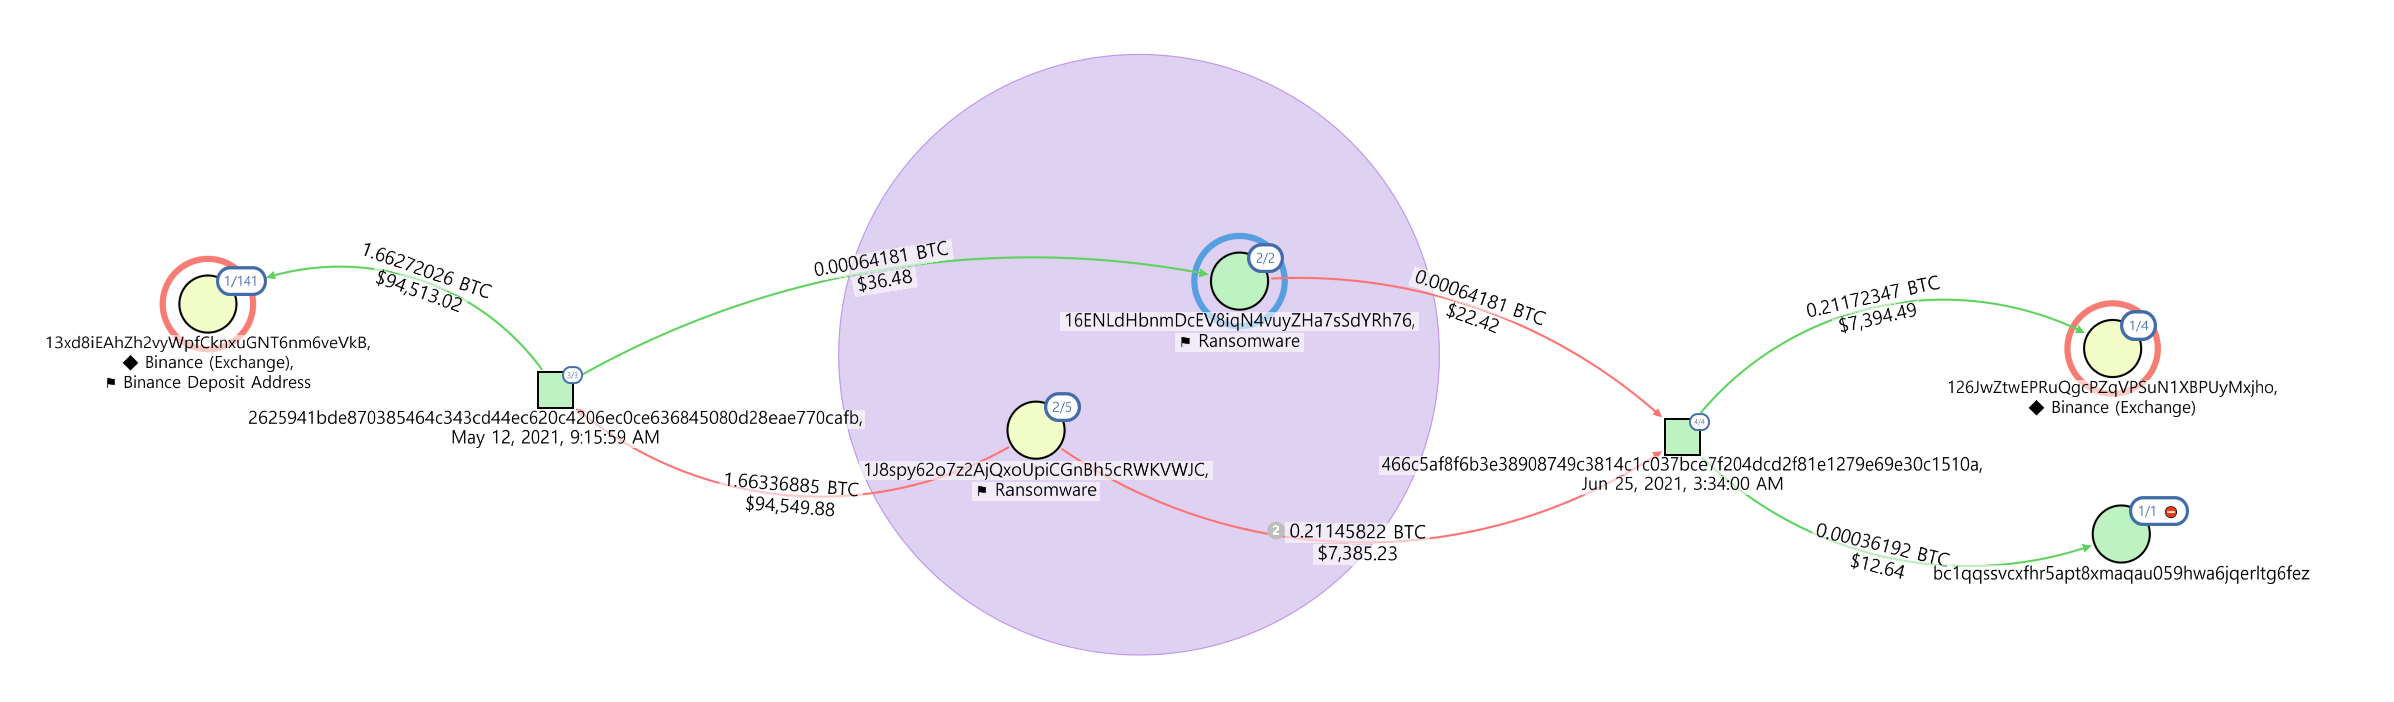 1.66272026 BTC
$94,513.02
1/141
13xd8iEAhZh2vyWpfCknxuGNT6nm6veVkB,
◆ Binance (Exchange),
⚑ Binance Deposit Address
3/3
2625941bde870385464c343cd44ec620c4206ec0ce636845080d28eae770cafb,
May 12, 2021, 9:15:59 AM
0.00064181 BTC
$36.48
1.66336885 BTC
$94,549.88
2/2
16ENLdHbnmDcEV8iqN4vuyZHa7sSdYRh76,
⚑ Ransomware
2/5
1J8spy62o7z2AjQxoUpiCGnBh5cRWKVWJC,
⚑ Ransomware
0.00064181 BTC
$22.42
2 0.21145822 BTC
$7,385.23
4/4
466c5af8f6b3e38908749c3814c1c037bce7f204dcd2f81e1279e69e30c1510a,
Jun 25, 2021, 3:34:00 AM
0.21172347 BTC
$7,394.49
1/4
126JwZtwEPRuQgcPZqVPSuN1XBPUyMxjho,
◆ Binance (Exchange)
0.00036192 BTC
$12.64
1/1
bc1qqssvcxfhr5apt8xmaqau059hwa6jqerltg6fez